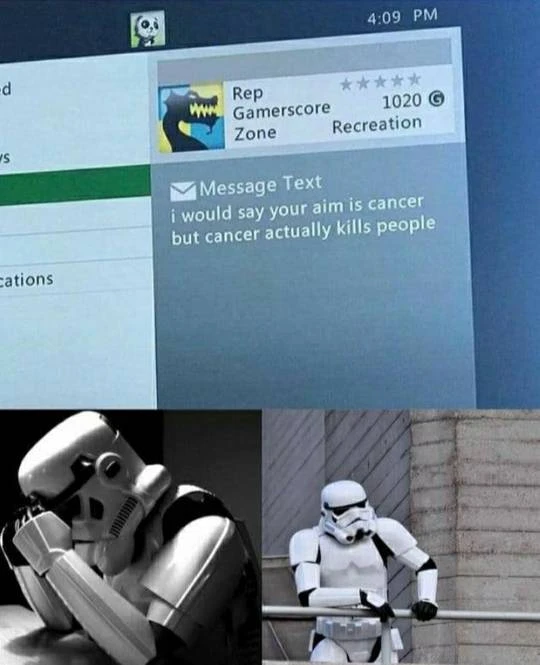 4:09 PM
d
Rep
Gamerscore 1020 G
Zone Recreation
s
Message Text
i would say your aim is cancer
but cancer actually kills people
cations